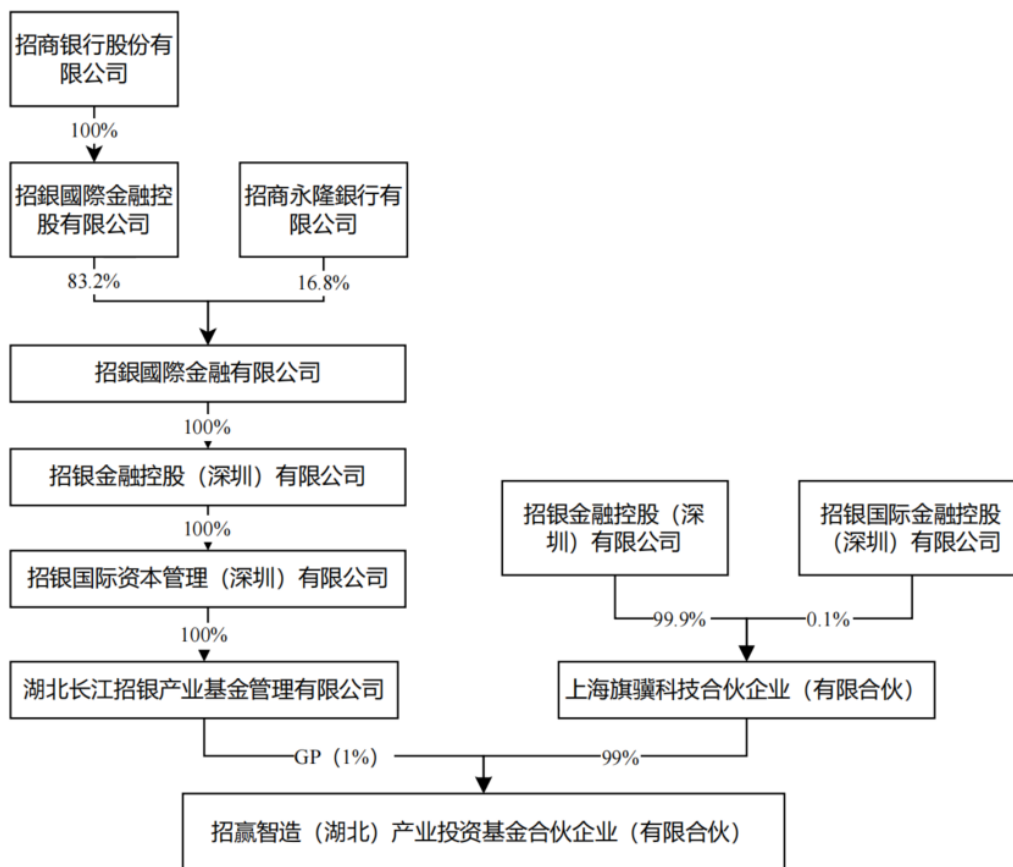 招商银行股份有
限公司
100%
招銀國際金融控
股有限公司
招商永隆銀行有
限公司
83.2%
16.8%
招銀國際金融有限公司
100%
招银金融控股（深圳）有限公司
100%
招银国际资本管理（深圳）有限公司
100%
湖北长江招银产业基金管理有限公司
招银金融控股（深
圳）有限公司
招银国际金融控股
（深圳）有限公司
99.9%
0.1%
上海旗骥科技合伙企业（有限合伙）
GP（1%）
99%
招赢智造（湖北）产业投资基金合伙企业（有限合伙）